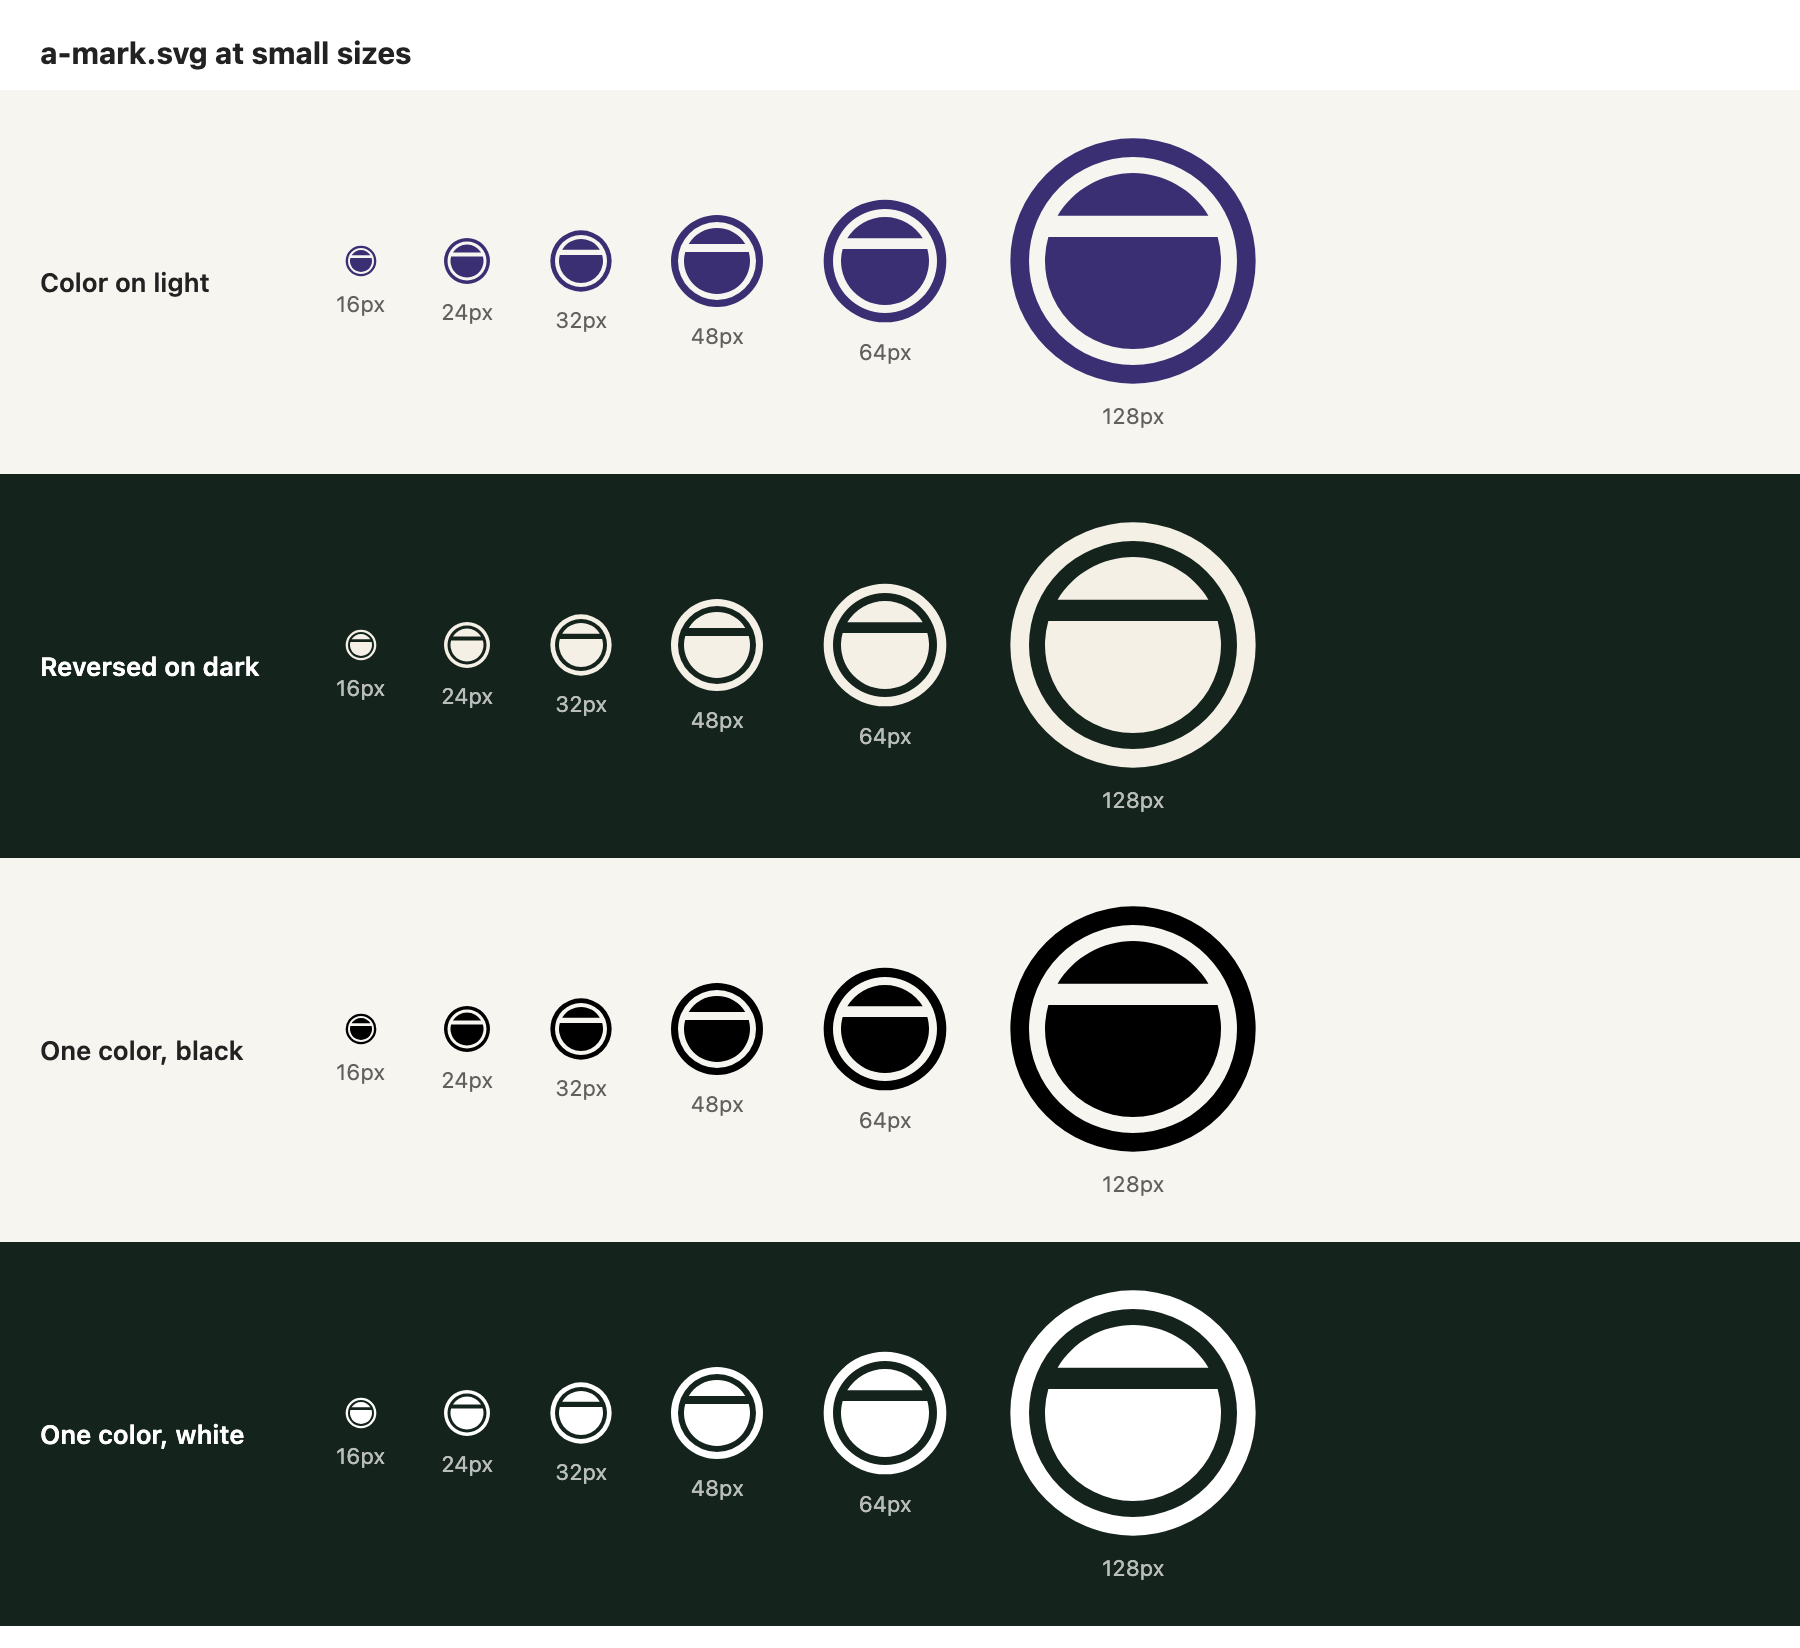 a-mark.svg at small sizes
Color on light
16px
24px
32px
48px
64px
128px
Reversed on dark
16px
24px
32px
48px
64px
128px
One color, black
16px
24px
32px
48px
64px
128px
One color, white
16px
24px
32px
48px
64px
128px